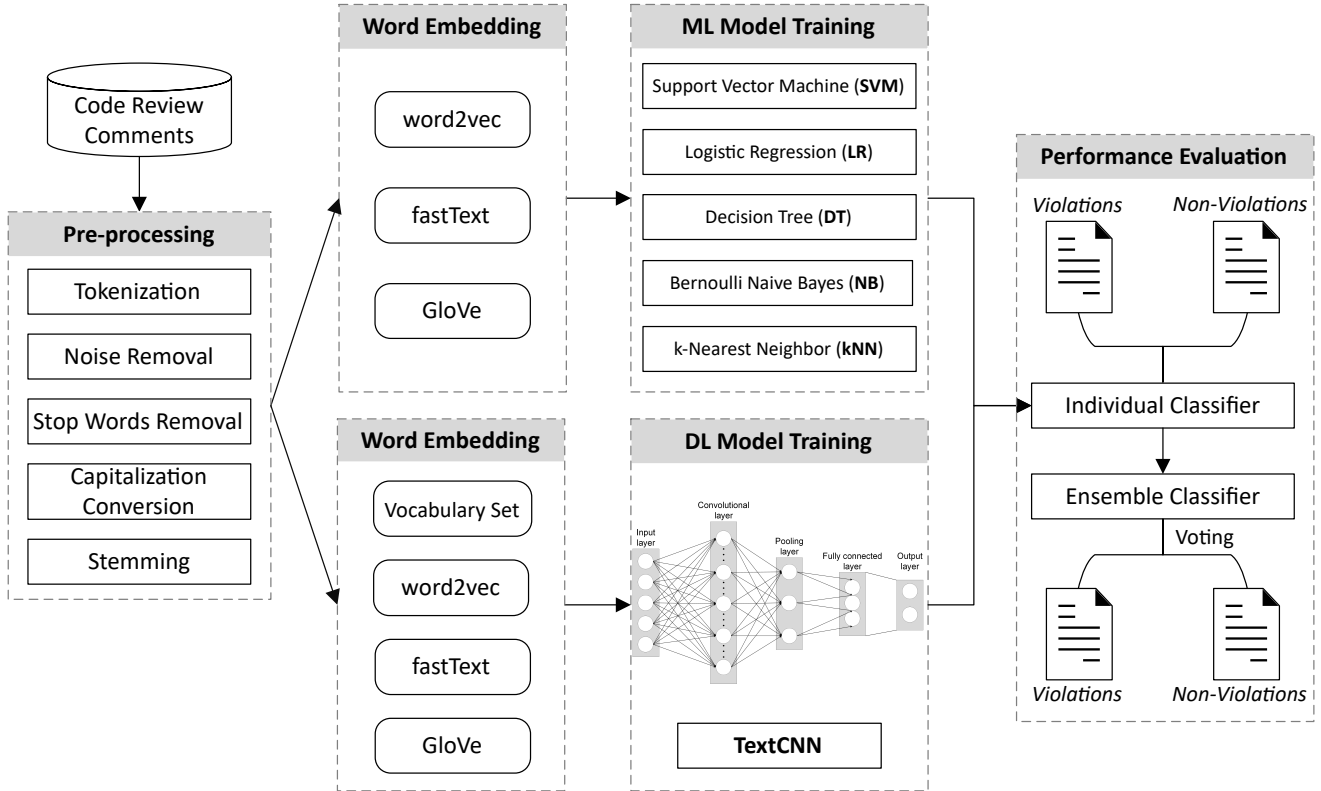 Code Review
Comments
Pre-processing
Tokenization
Noise Removal
Stop Words Removal
Capitalization
Conversion
Stemming
Word Embedding
word2vec
fastText
GloVe
Word Embedding
Vocabulary Set
word2vec
fastText
GloVe
ML Model Training
Support Vector Machine (SVM)
Logistic Regression (LR)
Decision Tree (DT)
Bernoulli Naive Bayes (NB)
k-Nearest Neighbor (kNN)
DL Model Training
Input
layer
Convolutional
layer
Pooling
layer
Fully connected
layer
Output
layer
TextCNN
Performance Evaluation
Violations
Non-Violations
Individual Classifier
Ensemble Classifier
Voting
Violations
Non-Violations